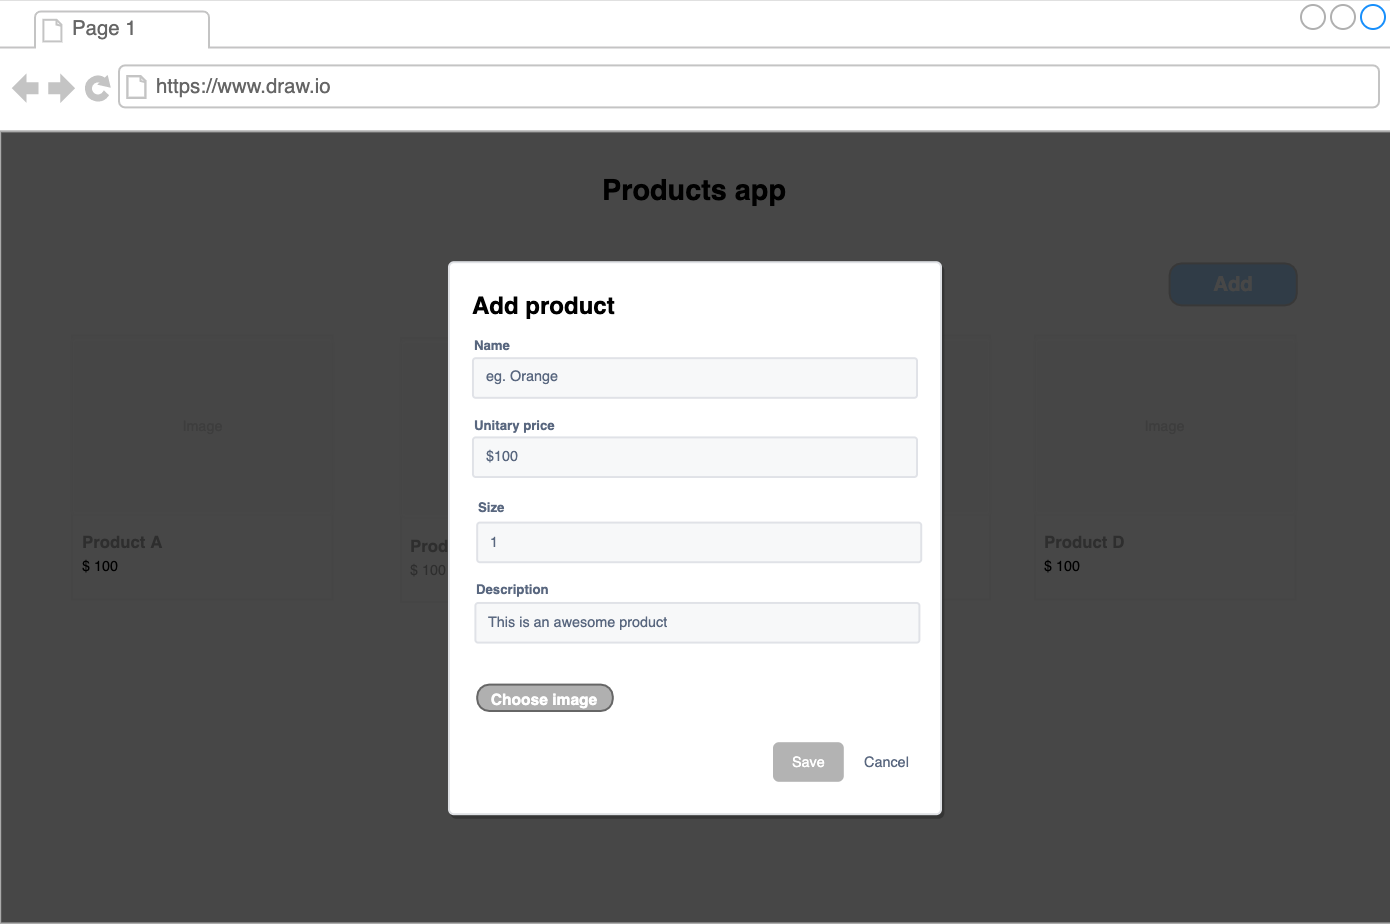 Page 1
https://www.draw.io
Products app
Add
Add product
Name
eg. Orange
Unitary price
$100
Size
1
Description
This is an awesome product
Choose image
Save
Cancel
Image
Product A
$ 100
Prod
$ 100
Image
Product D
$ 100